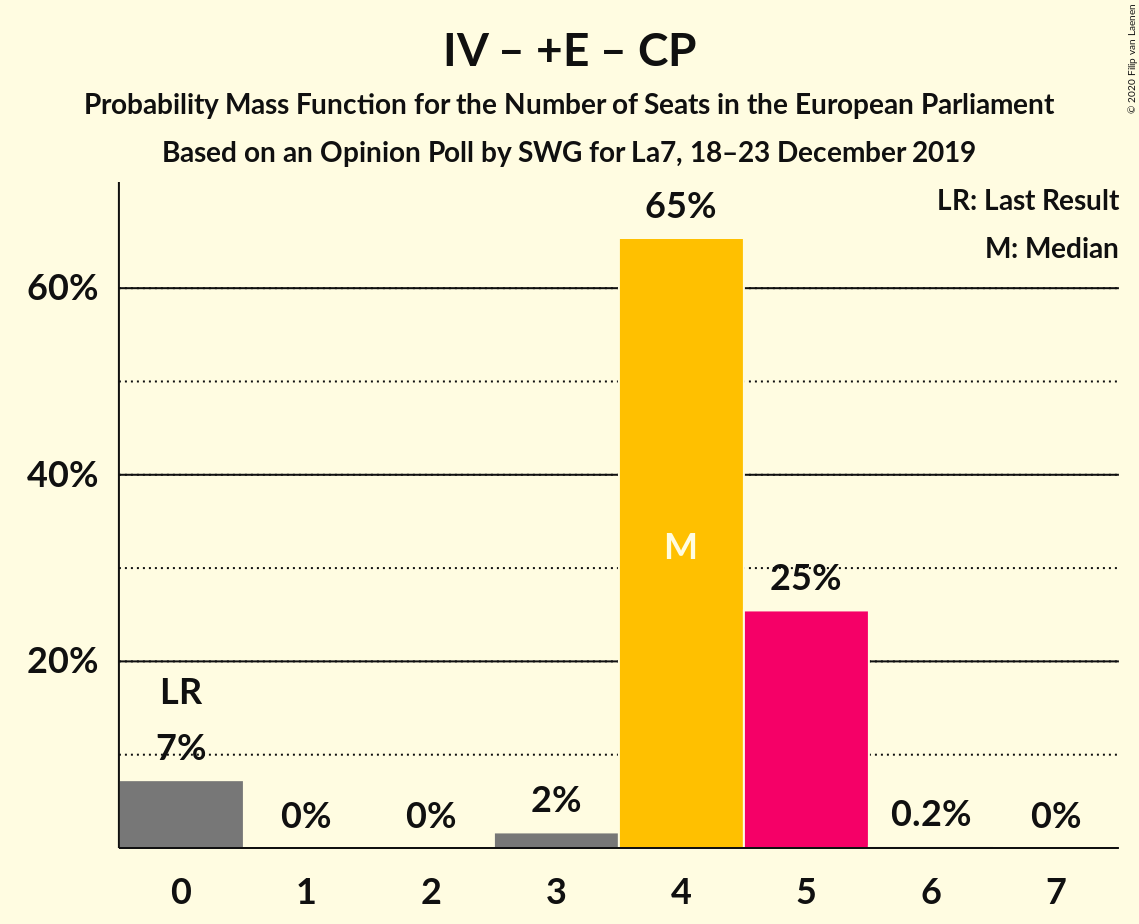 IV – +E – CP
Probability Mass Function for the Number of Seats in the European Parliament
Based on an Opinion Poll by SWG for La7, 18–23 December 2019
© 2020 Filip van Laenen
LR: Last Result
M: Median
65%
60%
40%
M
25%
20%
LR
7%
0%
0%
2%
0.2%
0%
0 1 2 3 4 5 6 7